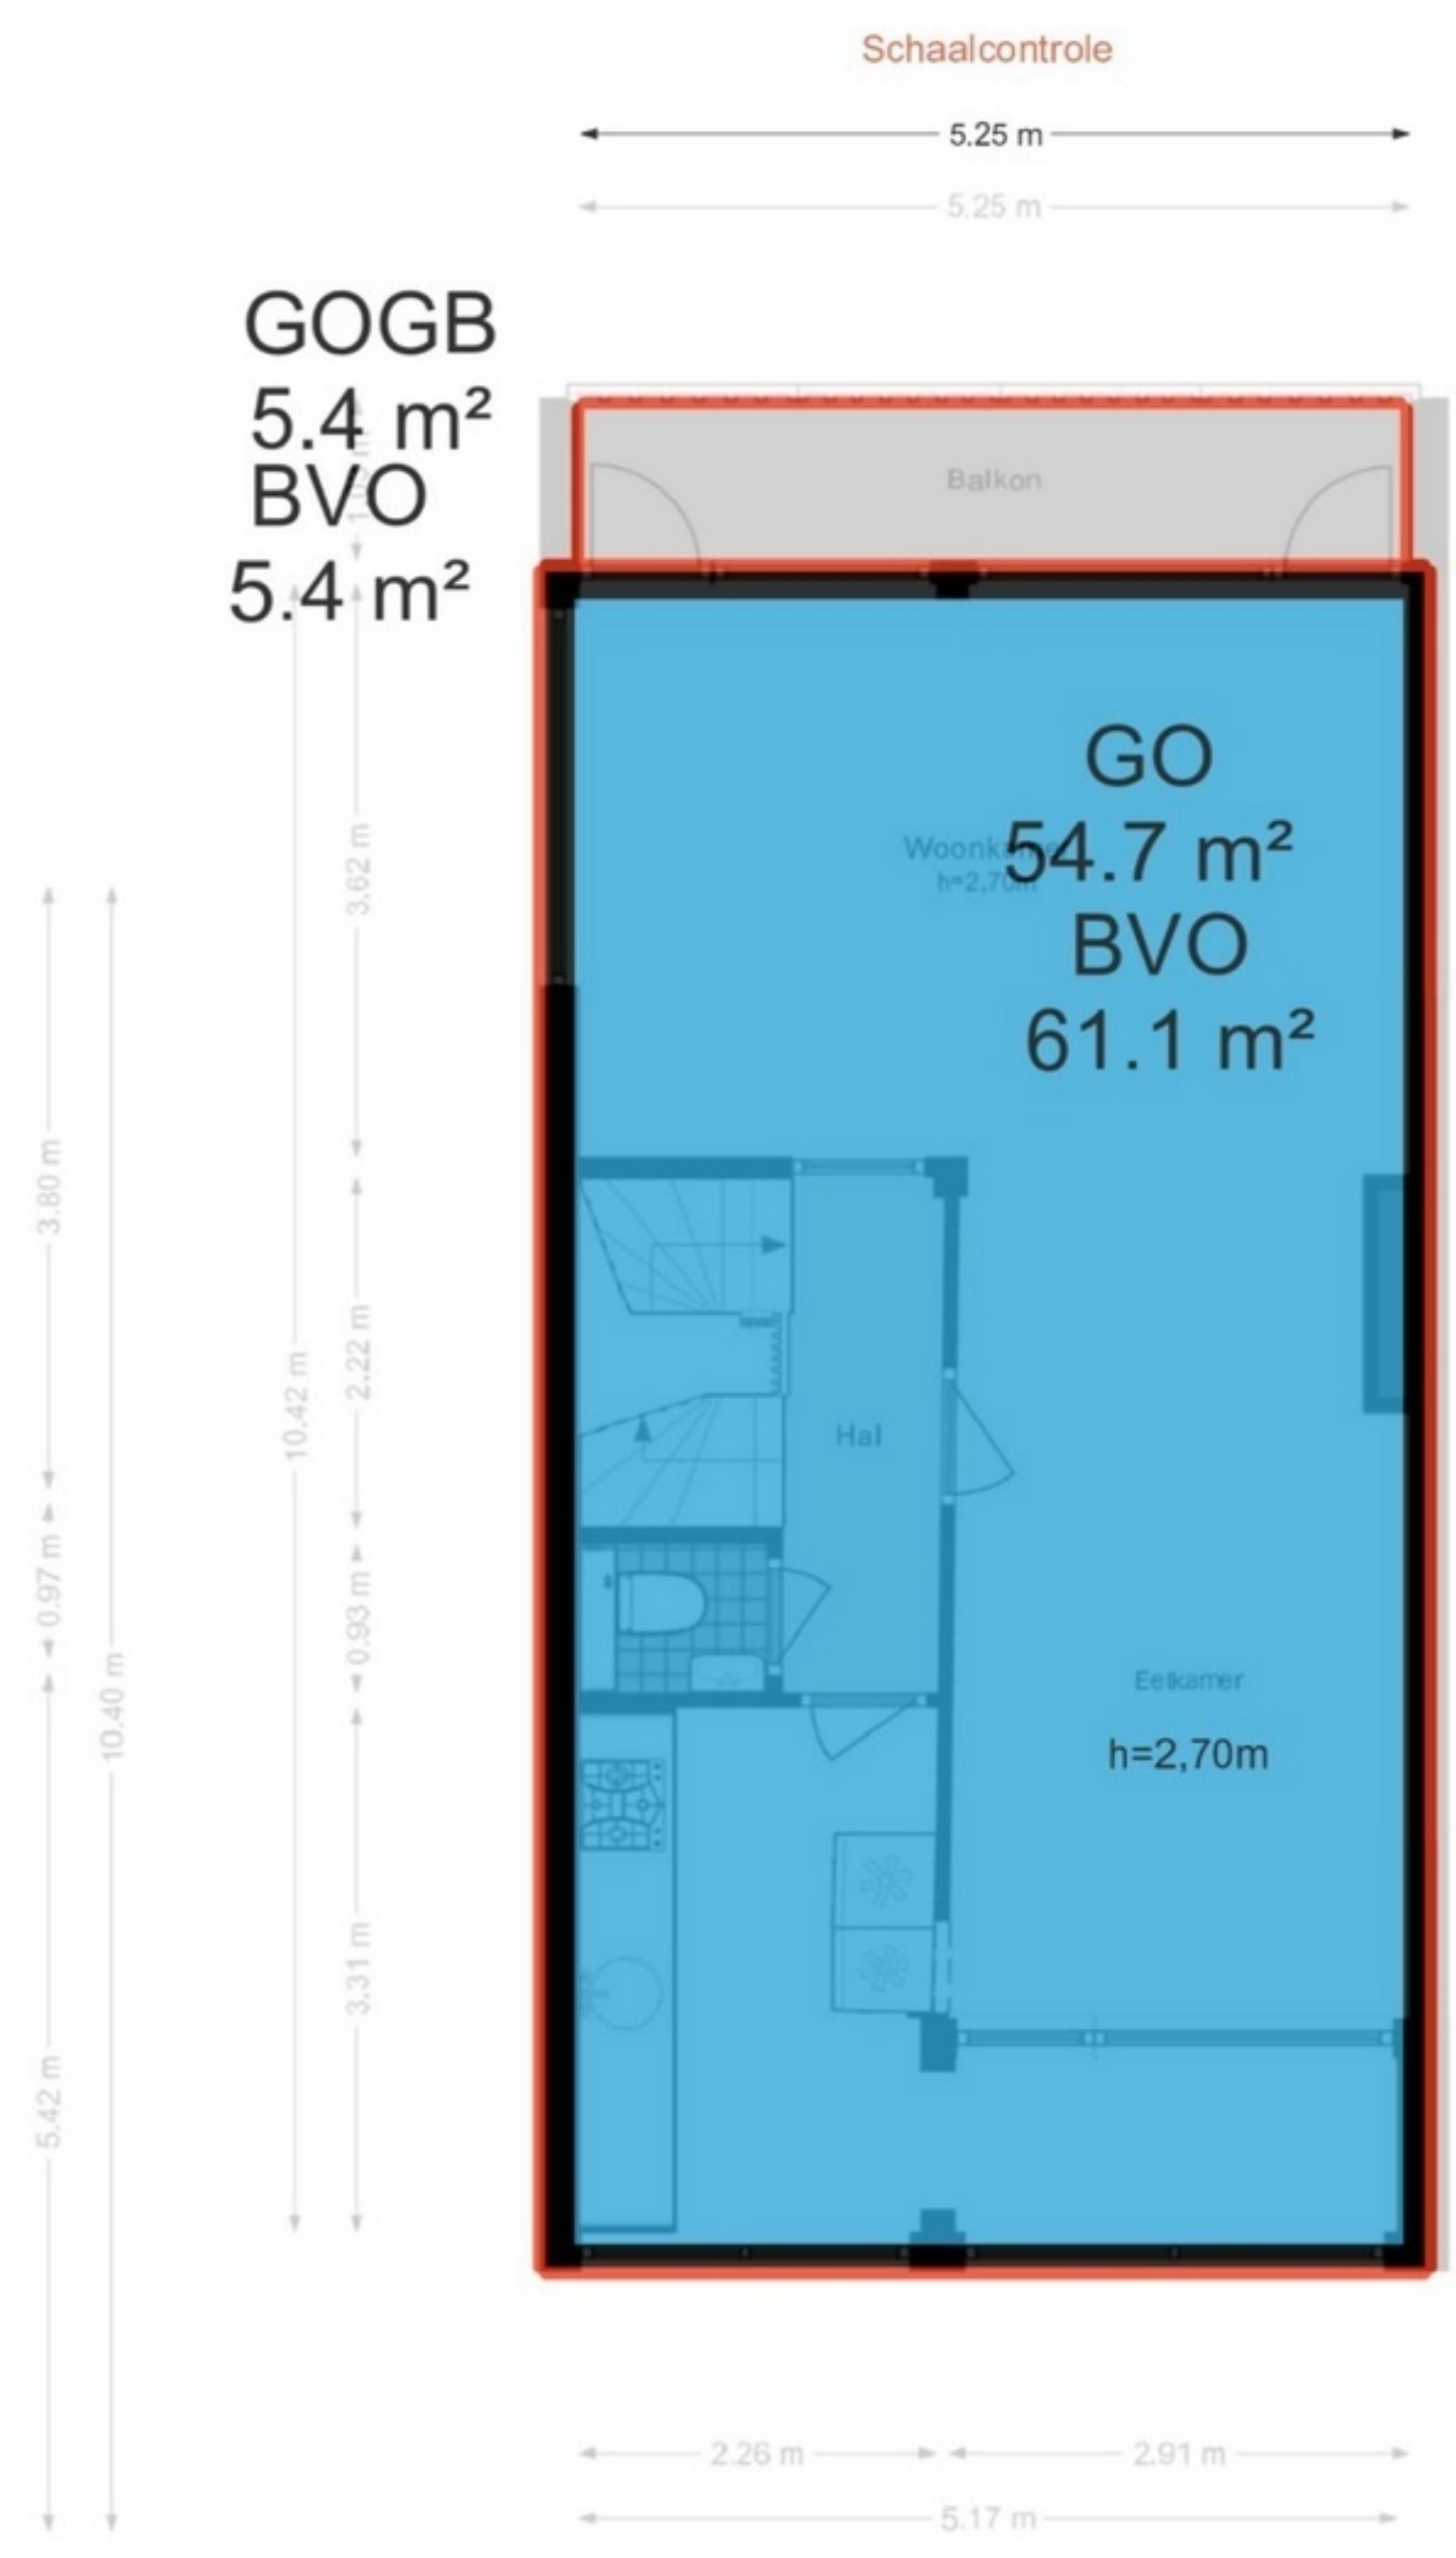 Schaalcontrole
5.25 m
5.25 m
GOGB
5.4 m²
BVO
5.4 m²
Balkon
GO
54.7 m²
BVO
61.1 m²
h=2,70m
3.62 m
3.80 m
2.22 m
10.42 m
Hal
0.97 m
0.93 m
10.40 m
Eetkamer
h=2,70m
3.31 m
5.42 m
2.26 m
2.91 m
5.17 m